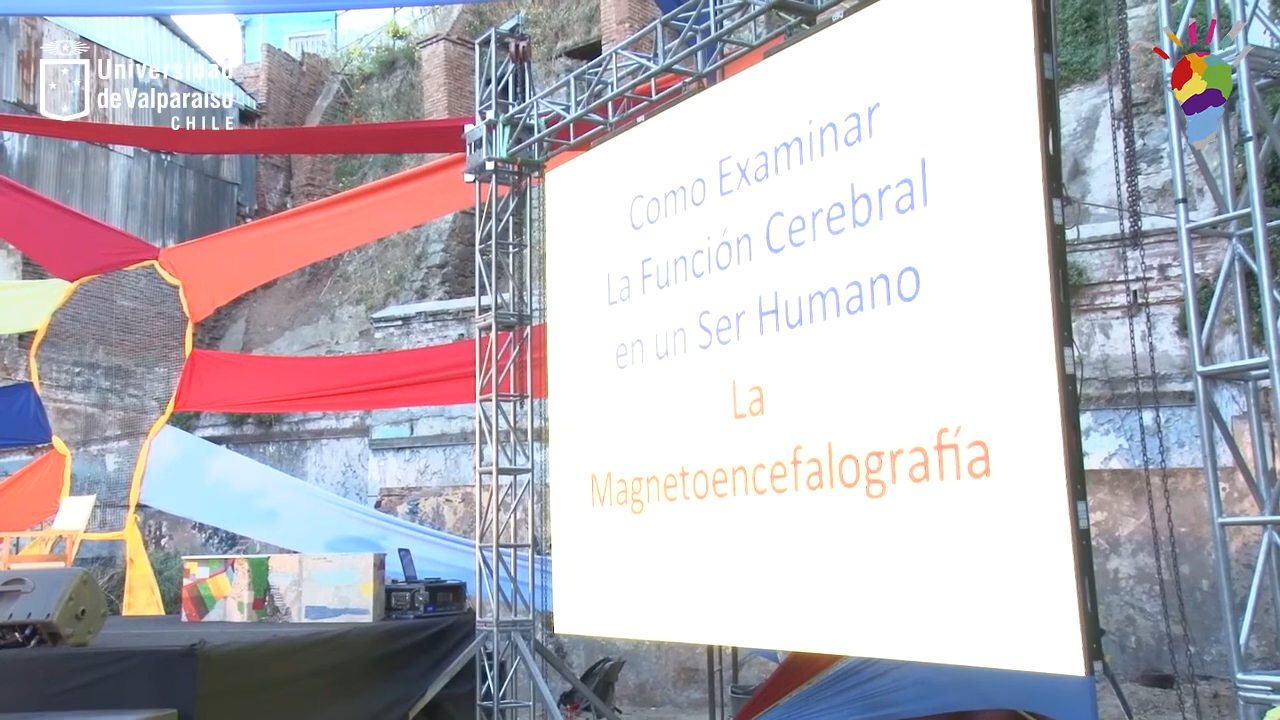 Universidad
de Valparaíso
CHILE
Como Examinar
La Función Cerebral
en un Ser Humano
La
Magnetoencefalografía